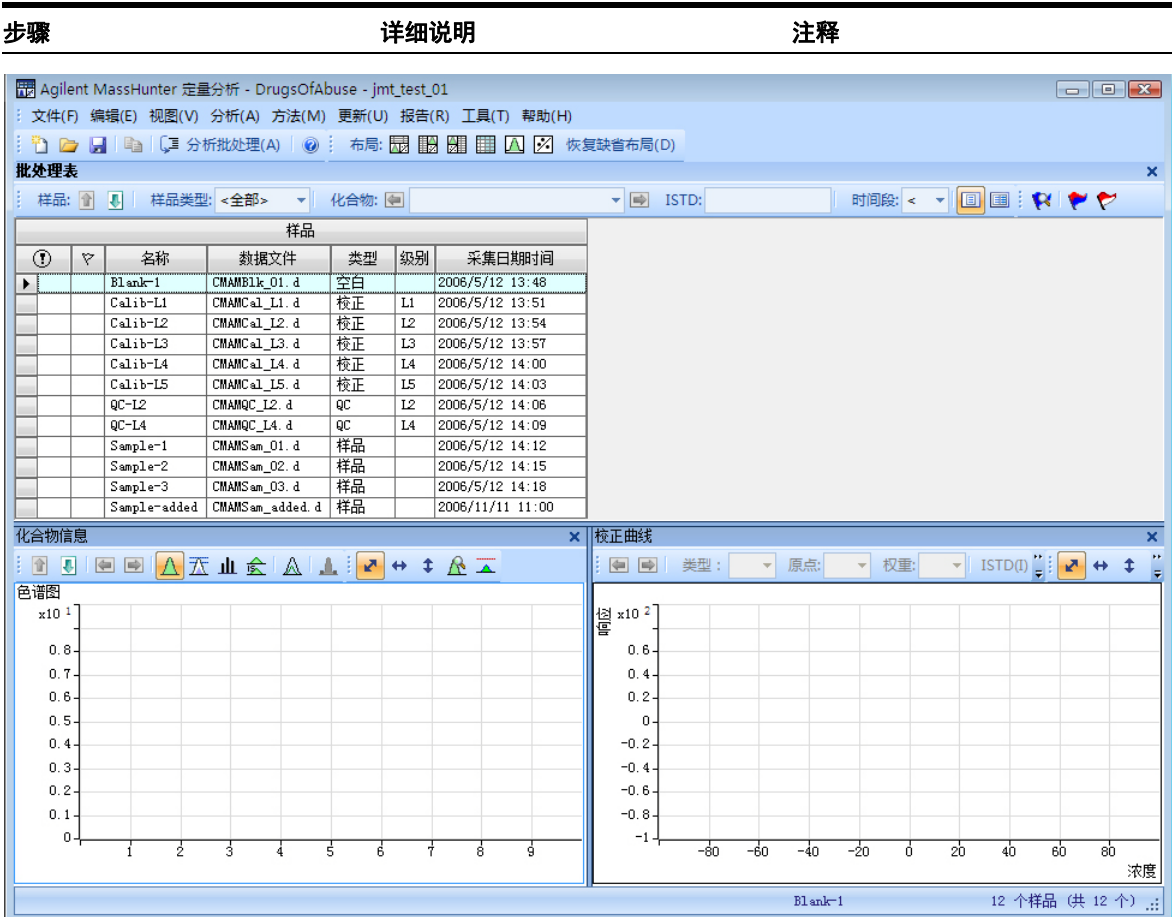 步骤 详细说明 注释
Agilent MassHunter 定量分析 - DrugsOfAbuse - jmt_test_01
文件(F) 编辑(E) 视图(V) 分析(A) 方法(M) 更新(U) 报告(R) 工具(T) 帮助(H)
分析批处理(A) 布局: 恢复缺省布局(D)
批处理表
样品: 样品类型: <全部> 化合物: ISTD: 时间段: <
样品
名称 数据文件 类型 级别 采集日期时间
Blank-1 CMAMBlk_01.d 空白 2006/5/12 13:48
Calib-L1 CMAMCal_L1.d 校正 L1 2006/5/12 13:51
Calib-L2 CMAMCal_L2.d 校正 L2 2006/5/12 13:54
Calib-L3 CMAMCal_L3.d 校正 L3 2006/5/12 13:57
Calib-L4 CMAMCal_L4.d 校正 L4 2006/5/12 14:00
Calib-L5 CMAMCal_L5.d 校正 L5 2006/5/12 14:03
QC-L2 CMAMQC_L2.d QC L2 2006/5/12 14:06
QC-L4 CMAMQC_L4.d QC L4 2006/5/12 14:09
Sample-1 CMAMSam_01.d 样品 2006/5/12 14:12
Sample-2 CMAMSam_02.d 样品 2006/5/12 14:15
Sample-3 CMAMSam_03.d 样品 2006/5/12 14:18
Sample-added CMAMSam_added.d 样品 2006/11/11 11:00
化合物信息
色谱图
x10 1
0.8
0.7
0.6
0.5
0.4
0.3
0.2
0.1
0
1 2 3 4 5 6 7 8 9
校正曲线
类型: 原点: 权重: ISTD(I)
x10 2
0.6
0.4
0.2
0
-0.2
-0.4
-0.6
-0.8
-1
-80 -60 -40 -20 0 20 40 60 80
浓度
Blank-1 12 个样品 (共 12 个)